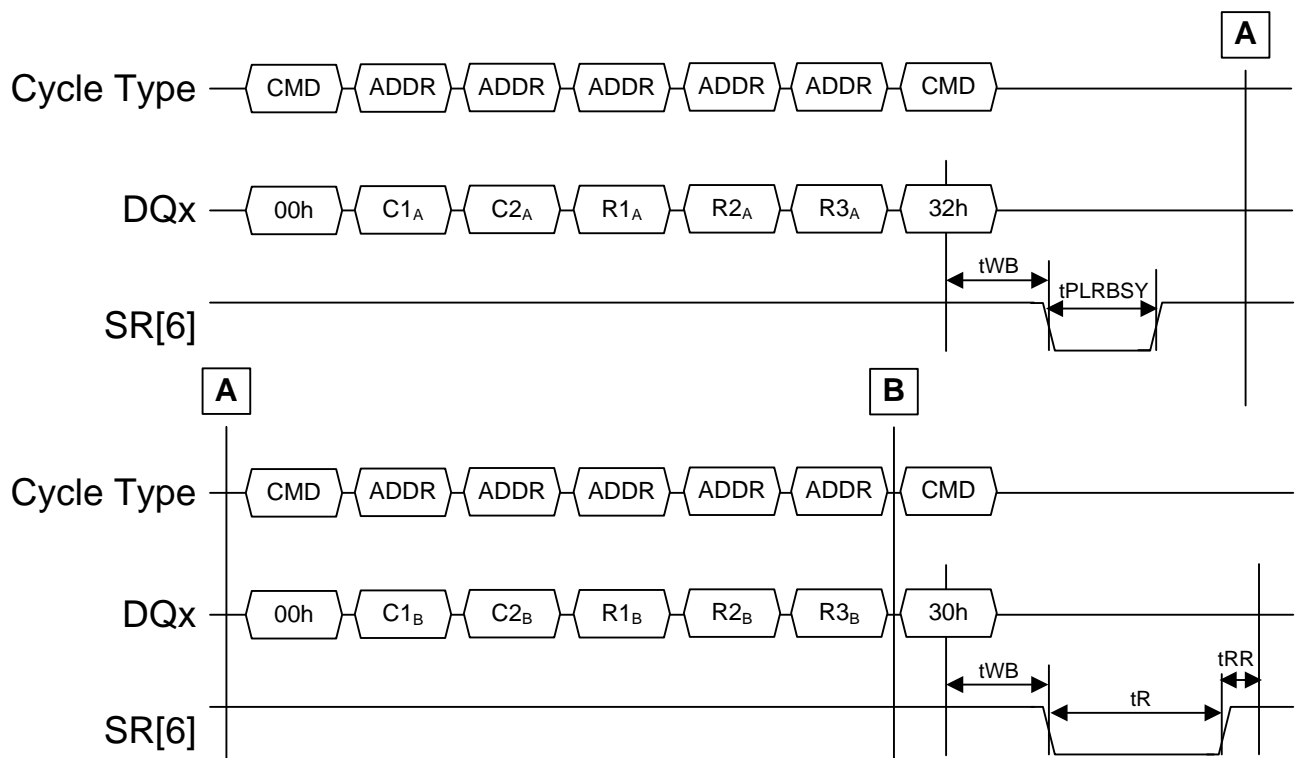 A
Cycle Type CMD ADDR ADDR ADDR ADDR ADDR CMD
DQx 00h C1A C2A R1A R2A R3A 32h
tWB
tPLRBSY
SR[6]
A B
Cycle Type CMD ADDR ADDR ADDR ADDR ADDR CMD
DQx 00h C1B C2B R1B R2B R3B 30h
tRR
tWB
tR
SR[6]